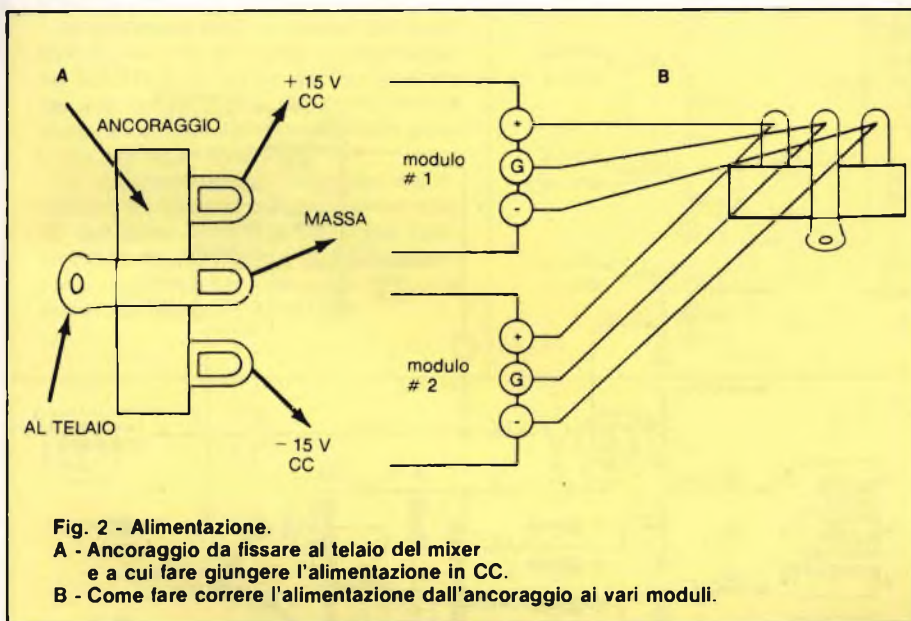 A
ANCORAGGIO
+ 15 V
CC
MASSA
AL TELAIO
− 15 V
CC
B
modulo
# 1
+
G
-
modulo
# 2
+
G
-
Fig. 2 - Alimentazione.
A - Ancoraggio da fissare al telaio del mixer
e a cui fare giungere l'alimentazione in CC.
B - Come fare correre l'alimentazione dall'ancoraggio ai vari moduli.